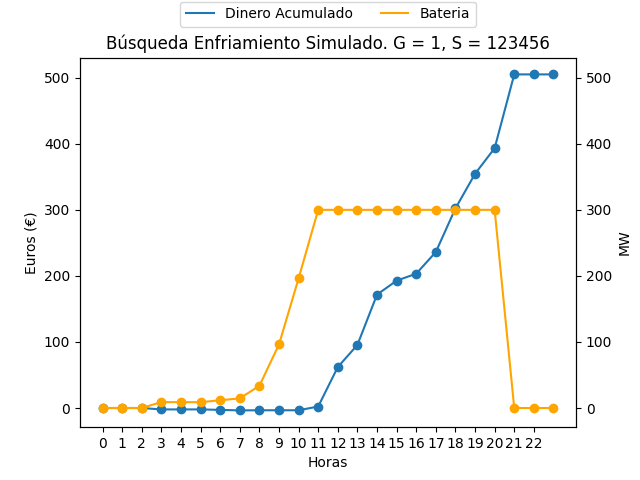 Dinero Acumulado Bateria
Búsqueda Enfriamiento Simulado. G = 1, S = 123456
500 500
400 400
300 300
200 200
100 100
0 0
Euros (€)
MW
0 1 2 3 4 5 6 7 8 9 10 11 12 13 14 15 16 17 18 19 20 21 22
Horas